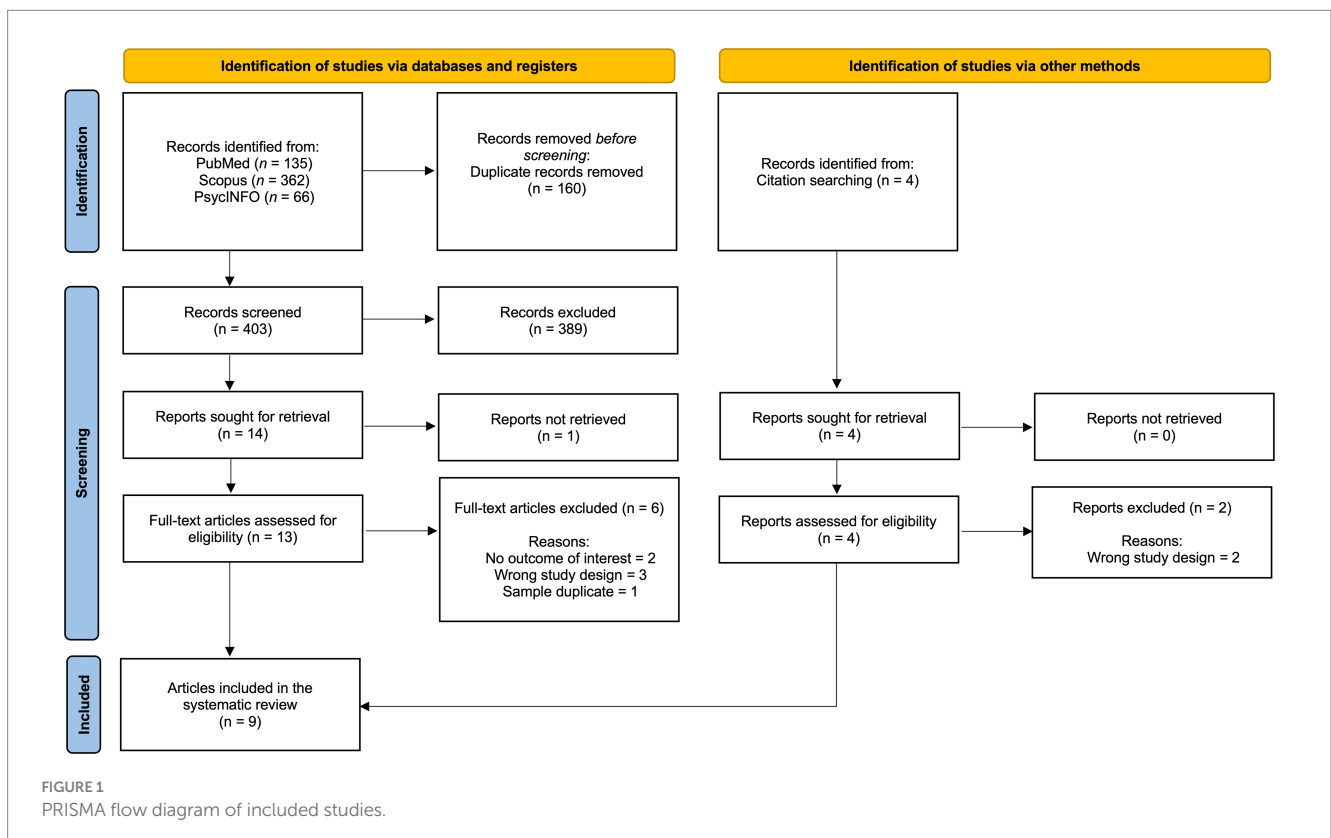 Identification of studies via databases and registers
Identification of studies via other methods
Identification
Records identified from:
PubMed (n = 135)
Scopus (n = 362)
PsycINFO (n = 66)
Records removed before
screening:
Duplicate records removed
(n = 160)
Records identified from:
Citation searching (n = 4)
Screening
Records screened
(n = 403)
Records excluded
(n = 389)
Reports sought for retrieval
(n = 14)
Reports not retrieved
(n = 1)
Reports sought for retrieval
(n = 4)
Reports not retrieved
(n = 0)
Full-text articles assessed for
eligibility (n = 13)
Full-text articles excluded (n = 6)
Reasons:
No outcome of interest = 2
Wrong study design = 3
Sample duplicate = 1
Reports assessed for eligibility
(n = 4)
Reports excluded (n = 2)
Reasons:
Wrong study design = 2
Included
Articles included in the
systematic review
(n = 9)
FIGURE 1
PRISMA flow diagram of included studies.